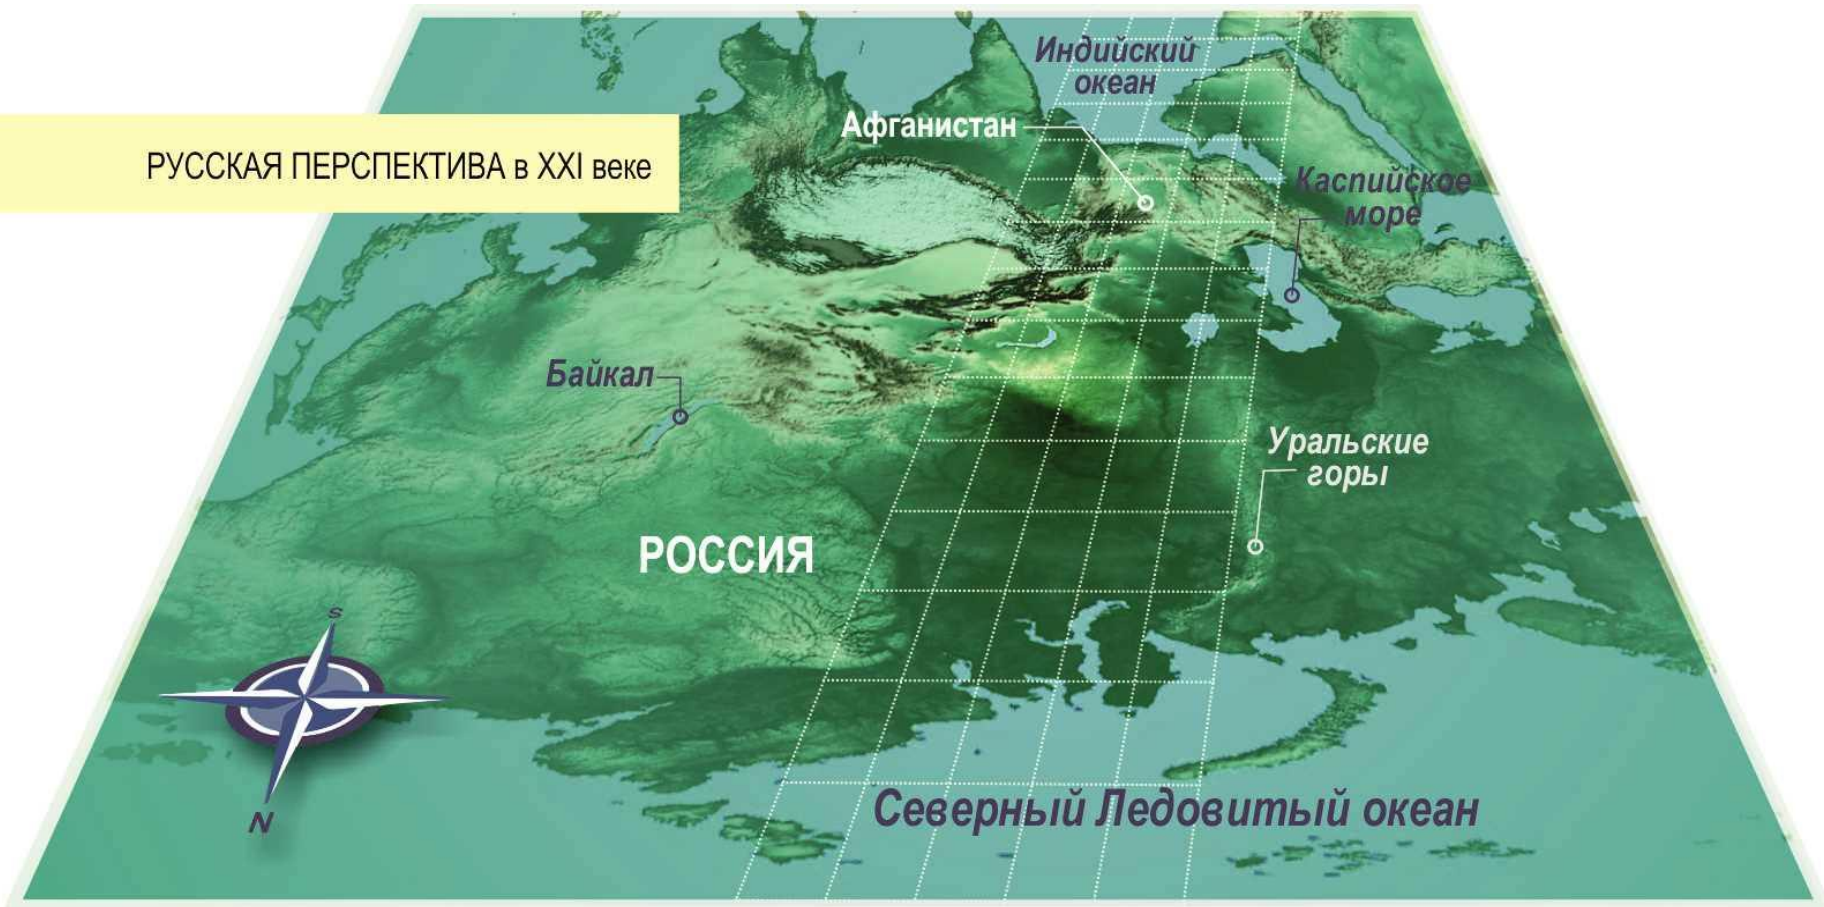 Индийский
океан
Афганистан
РУССКАЯ ПЕРСПЕКТИВА в XXI веке
Каспийское
море
Байкал
Уральские
горы
РОССИЯ
S
N
Северный Ледовитый океан